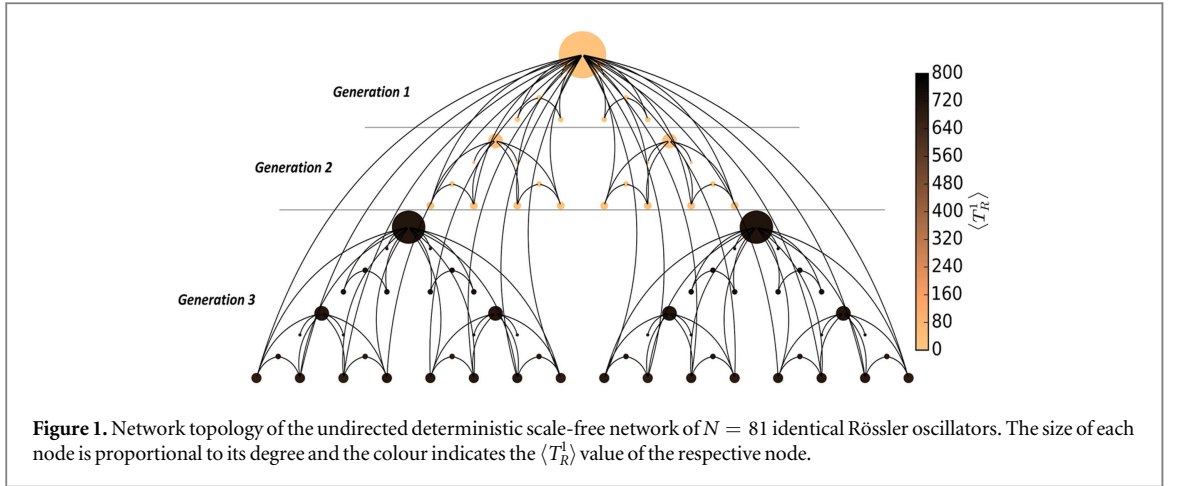 Generation 1
Generation 2
Generation 3
800
720
640
560
480
400
320
240
160
80
0
⟨T_R^1⟩
Figure 1. Network topology of the undirected deterministic scale-free network of N = 81 identical Rössler oscillators. The size of each
node is proportional to its degree and the colour indicates the ⟨T_R^1⟩ value of the respective node.